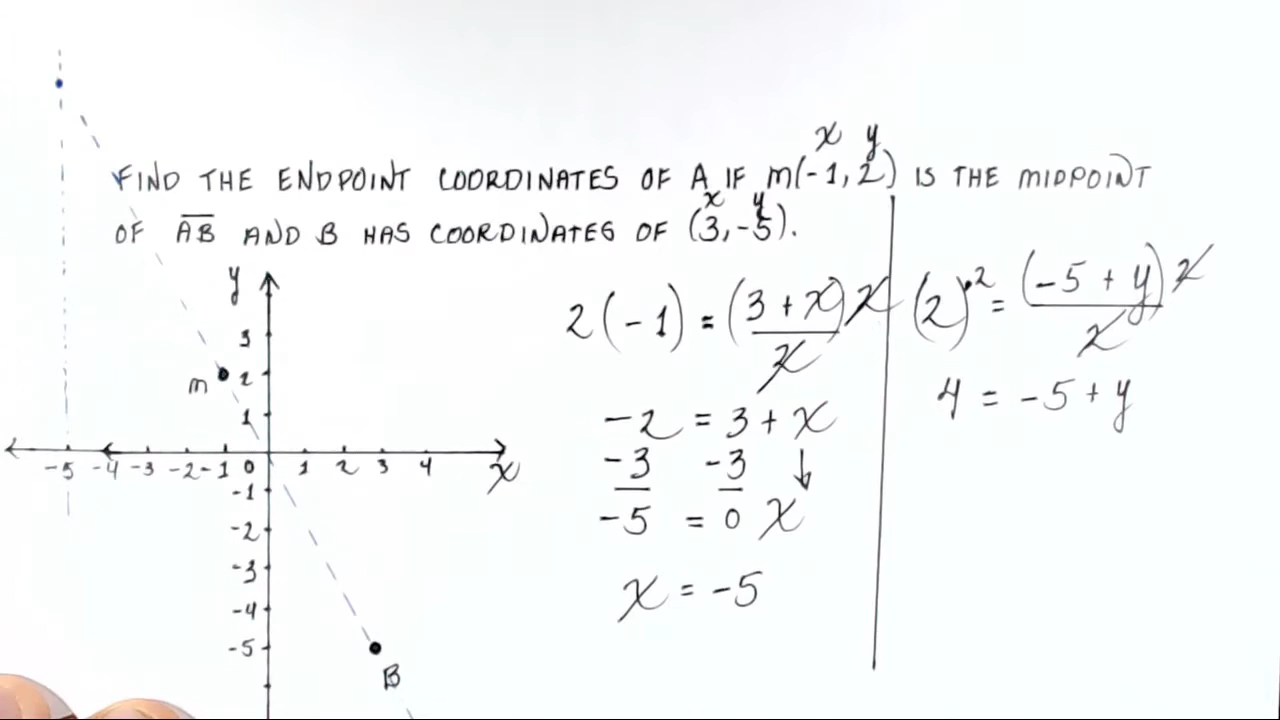 x y
FIND THE ENDPOINT COORDINATES OF A IF M(-1, 2) IS THE MIDPOINT
x y
OF AB AND B HAS COORDINATES OF (3, -5).
y
3
m 2
1
-5 -4 -3 -2 -1 0 1 2 3 4 x
-1
-2
-3
-4
-5
B
2(-1) = (3 + x)2
2
-2 = 3 + x
-3 -3 ↓
-5 = 0 x
x = -5
(2)·2 = (-5 + y)2
2
4 = -5 + y